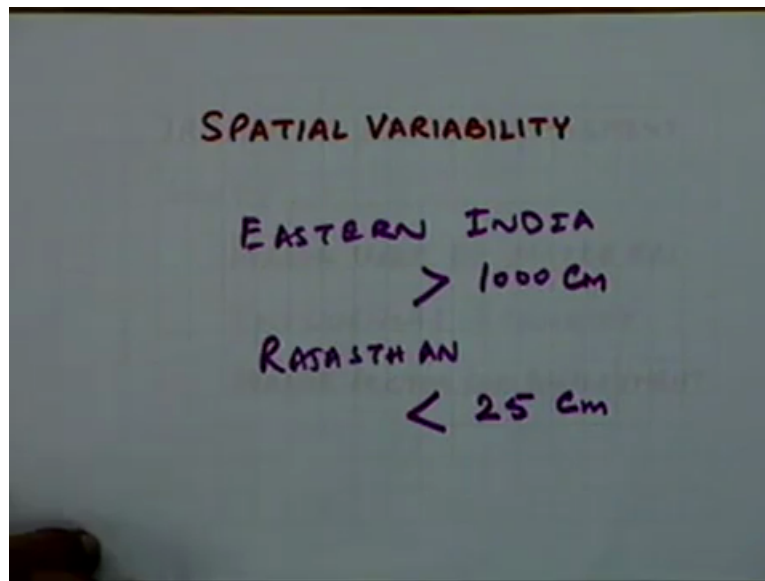 SPATIAL VARIABILITY
EASTERN INDIA
> 1000 Cm
RAJASTHAN
< 25 Cm